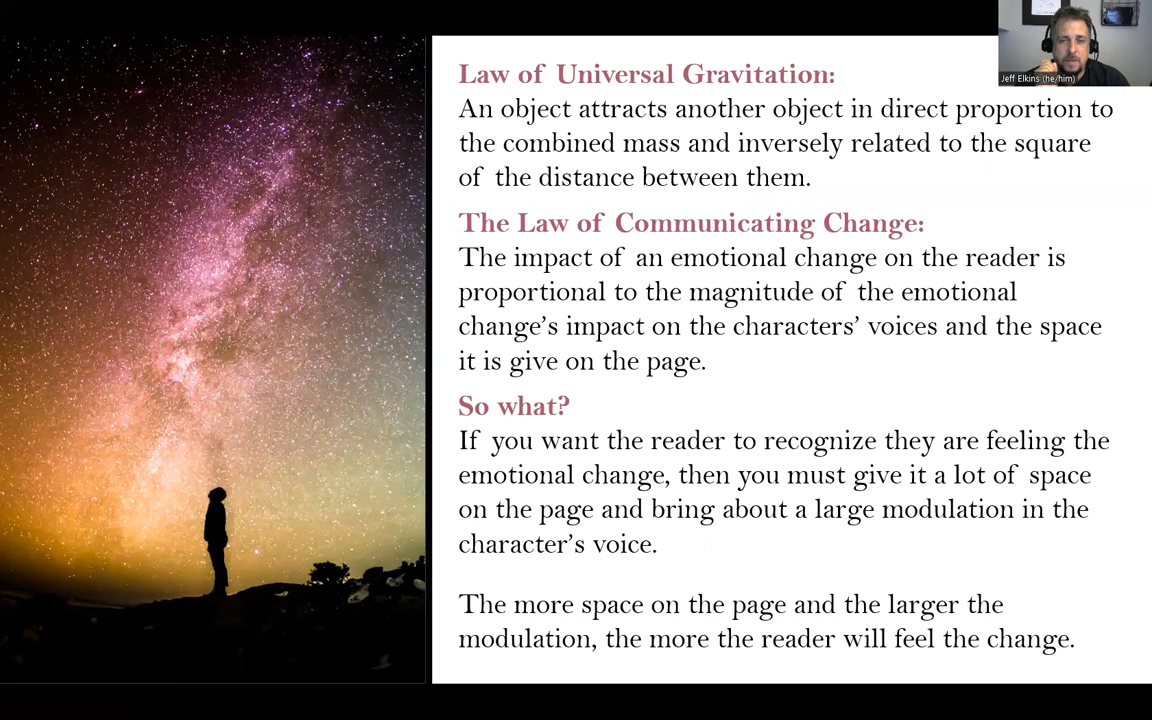 Jeff Elkins (he/him)
Law of Universal Gravitation:
An object attracts another object in direct proportion to
the combined mass and inversely related to the square
of the distance between them.
The Law of Communicating Change:
The impact of an emotional change on the reader is
proportional to the magnitude of the emotional
change’s impact on the characters’ voices and the space
it is give on the page.
So what?
If you want the reader to recognize they are feeling the
emotional change, then you must give it a lot of space
on the page and bring about a large modulation in the
character’s voice.
The more space on the page and the larger the
modulation, the more the reader will feel the change.